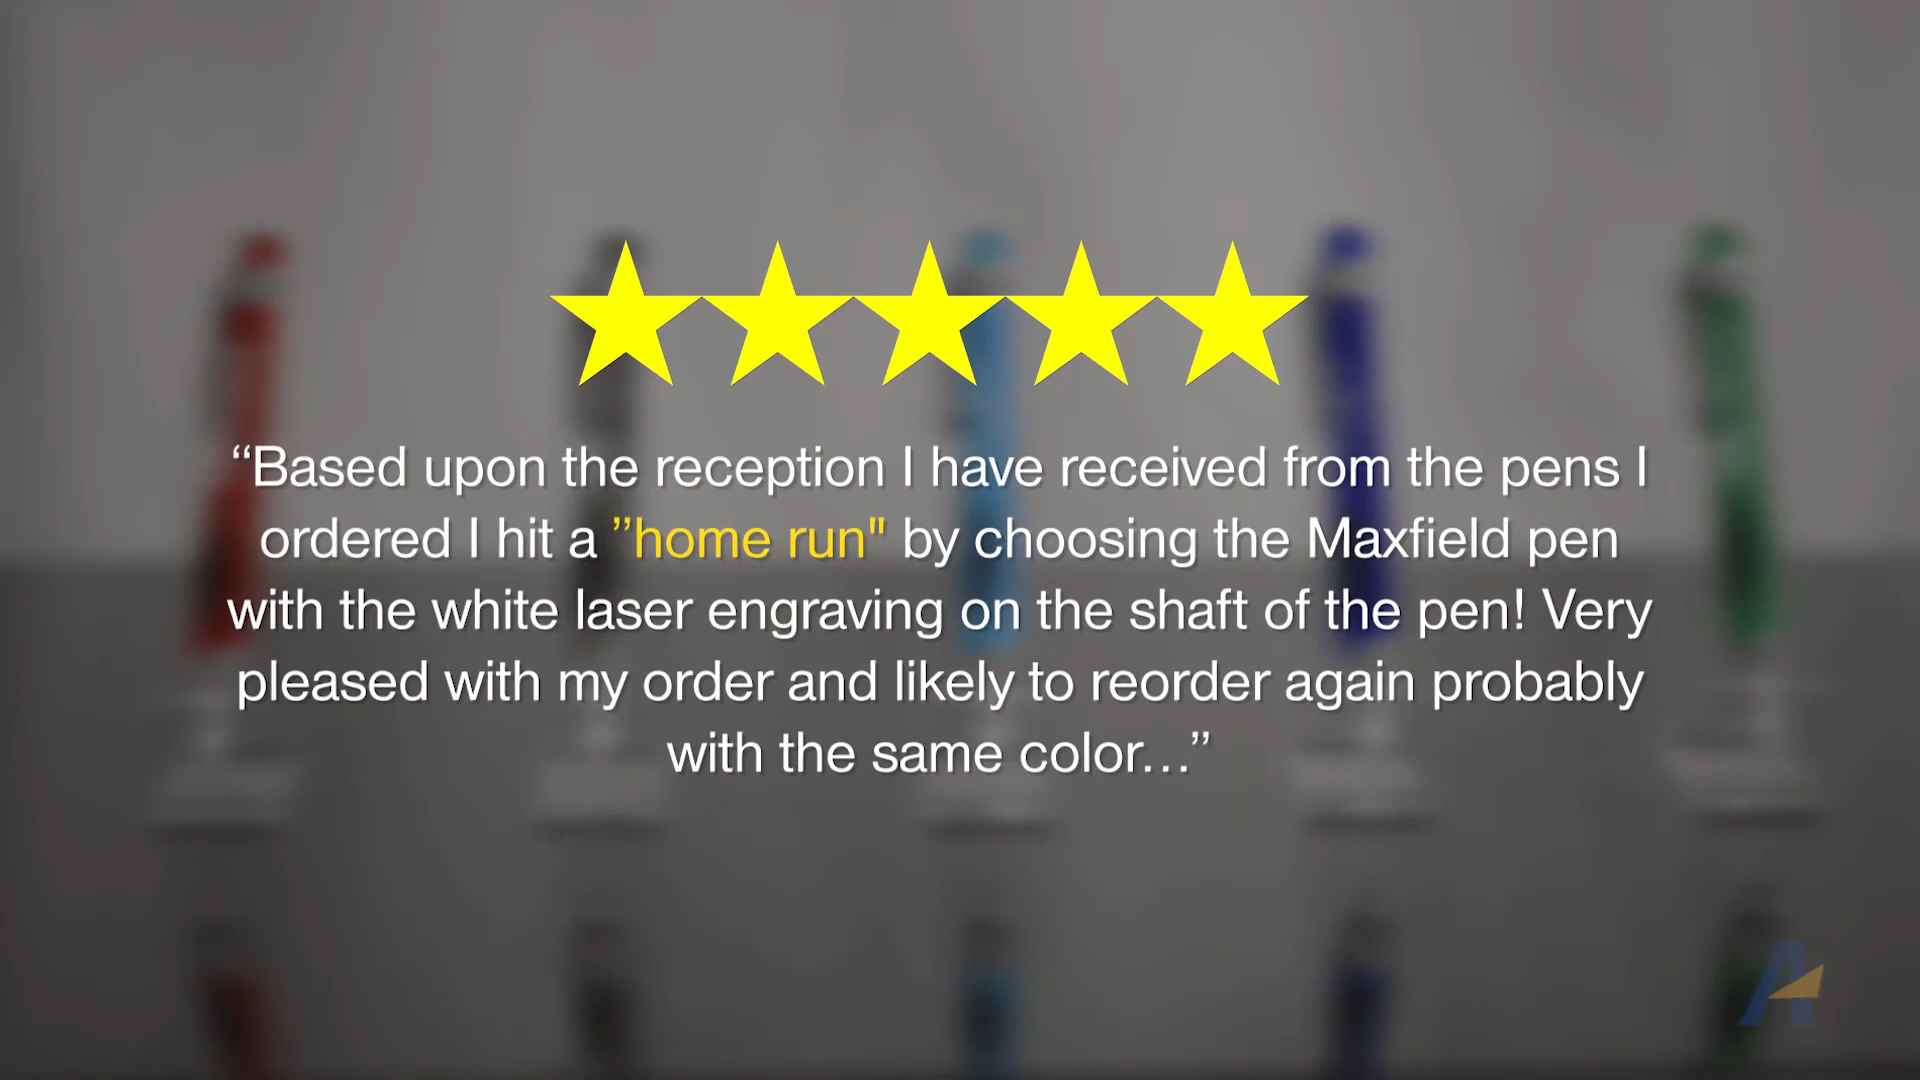 “Based upon the reception I have received from the pens I
ordered I hit a ”home run" by choosing the Maxfield pen
with the white laser engraving on the shaft of the pen! Very
pleased with my order and likely to reorder again probably
with the same color…”